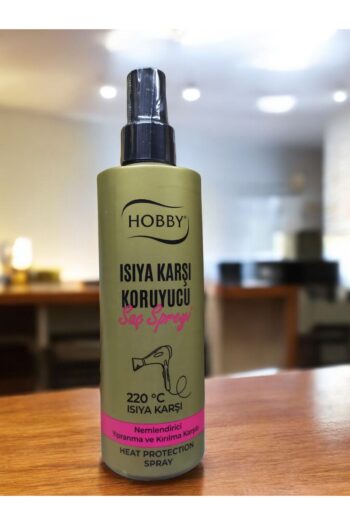 HOBBY®
ISIYA KARŞI
KORUYUCU
Saç Spreyi
220 °C
ISIYA KARŞI
Nemlendirici
Yıpranma ve Kırılma Karşıtı
HEAT PROTECTION
SPRAY